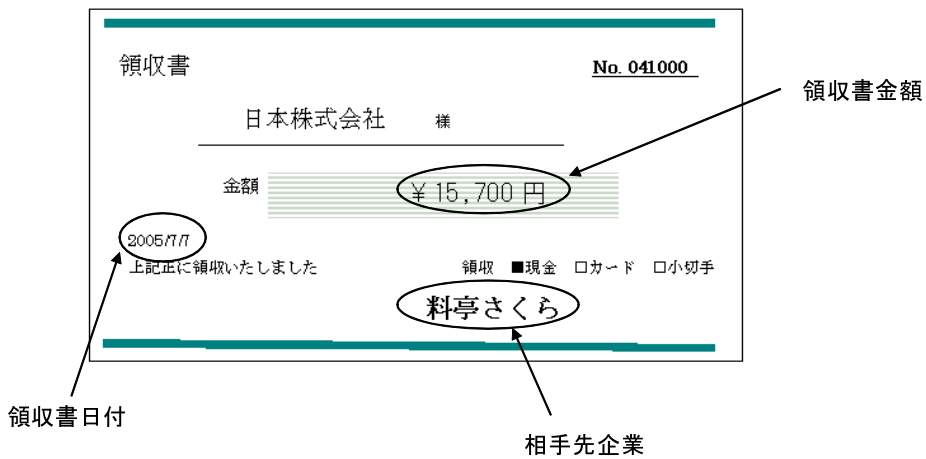 領収書
No. 041000
領収書金額
日本株式会社 様
金額 ¥15,700円
2005/7/7
上記正に領収いたしました 領収 ■現金 □カード □小切手
料亭さくら
領収書日付
相手先企業